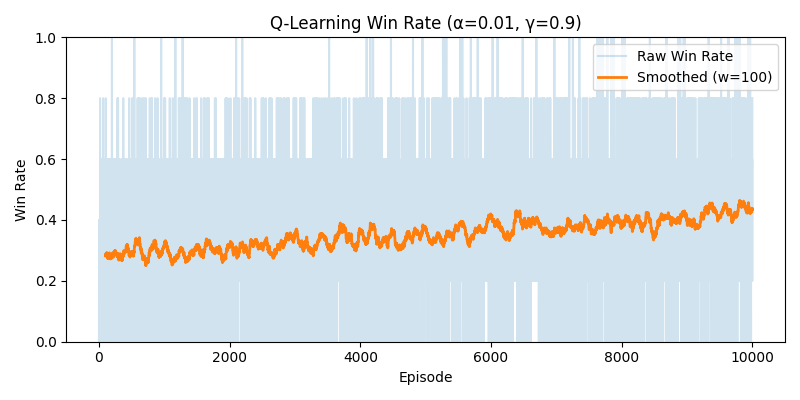 Q-Learning Win Rate (α=0.01, γ=0.9)
Raw Win Rate
Smoothed (w=100)
Win Rate
1.0
0.8
0.6
0.4
0.2
0.0
0
2000
4000
6000
8000
10000
Episode